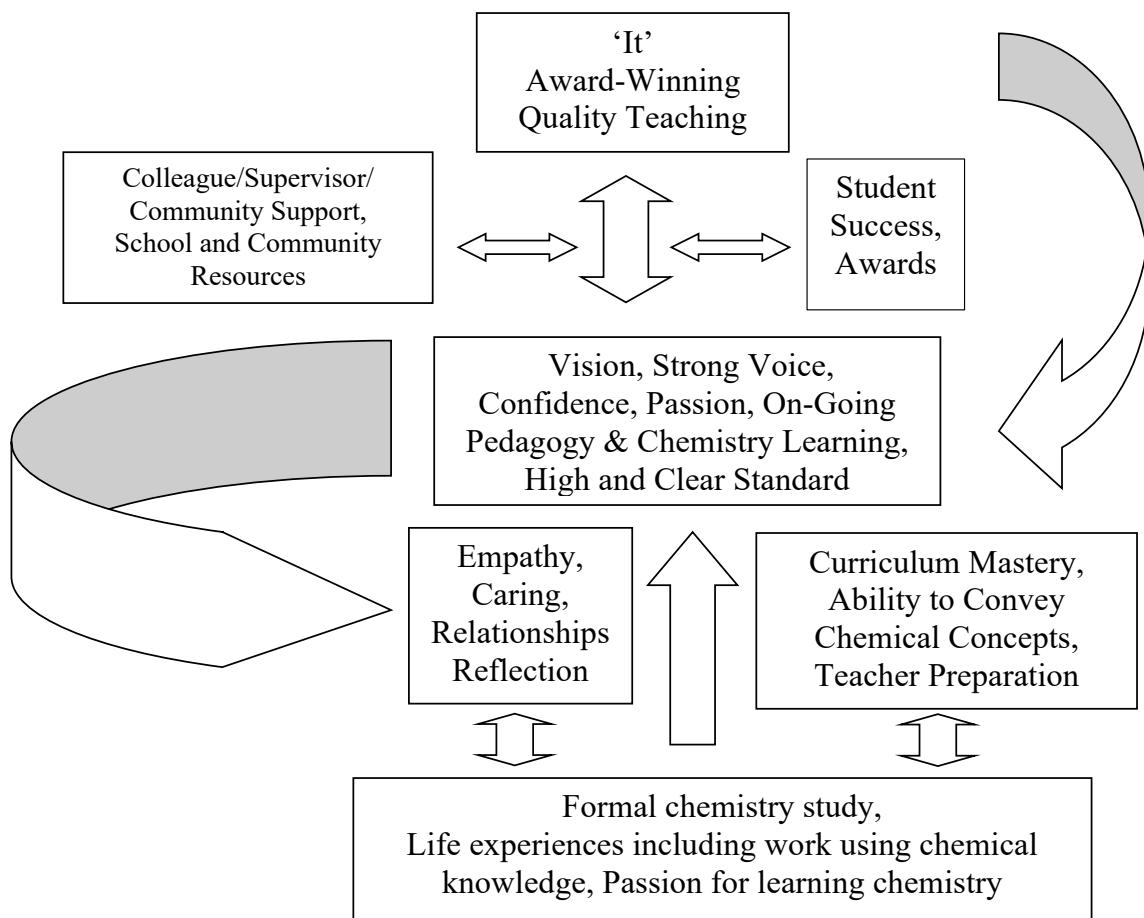 ‘It’
Award-Winning
Quality Teaching
Colleague/Supervisor/
Community Support,
School and Community
Resources
Student
Success,
Awards
Vision, Strong Voice,
Confidence, Passion, On-Going
Pedagogy & Chemistry Learning,
High and Clear Standard
Empathy,
Caring,
Relationships
Reflection
Curriculum Mastery,
Ability to Convey
Chemical Concepts,
Teacher Preparation
Formal chemistry study,
Life experiences including work using chemical
knowledge, Passion for learning chemistry